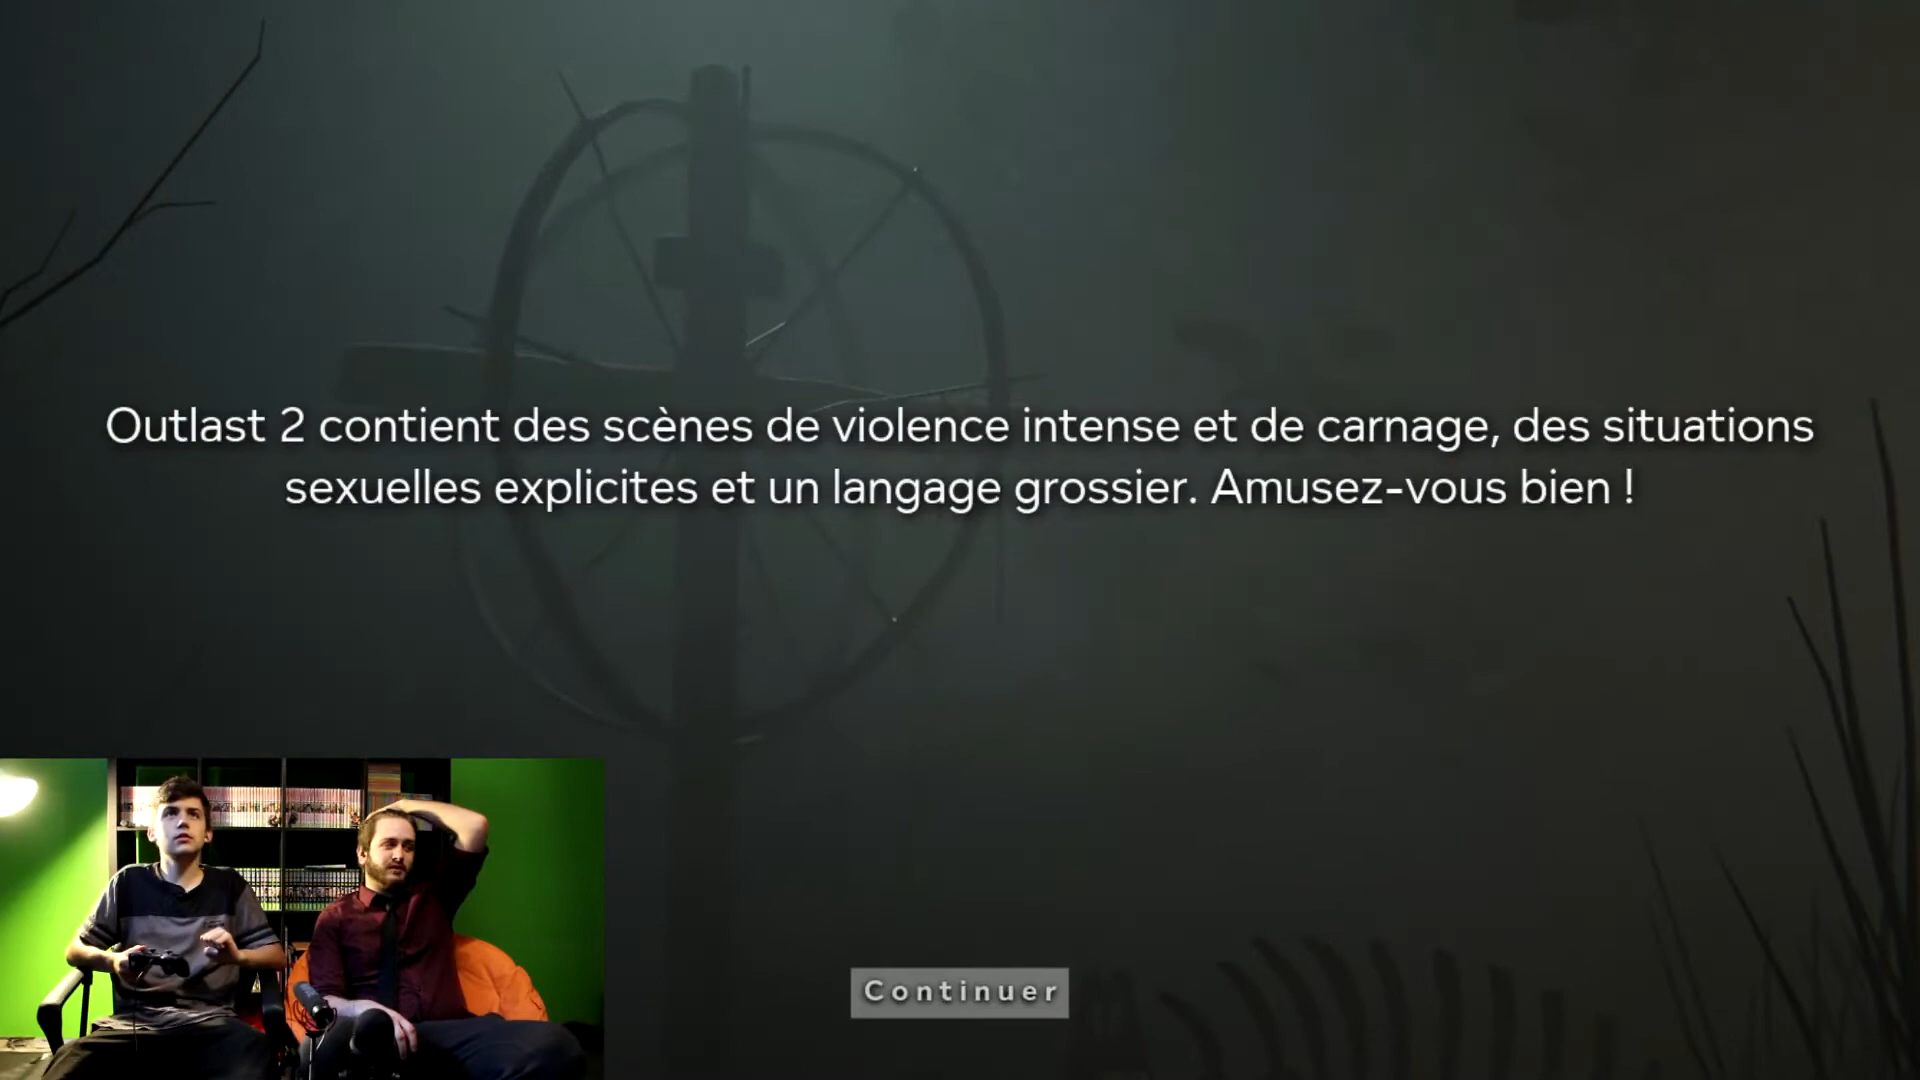 Outlast 2 contient des scènes de violence intense et de carnage, des situations
sexuelles explicites et un langage grossier. Amusez-vous bien !
Continuer